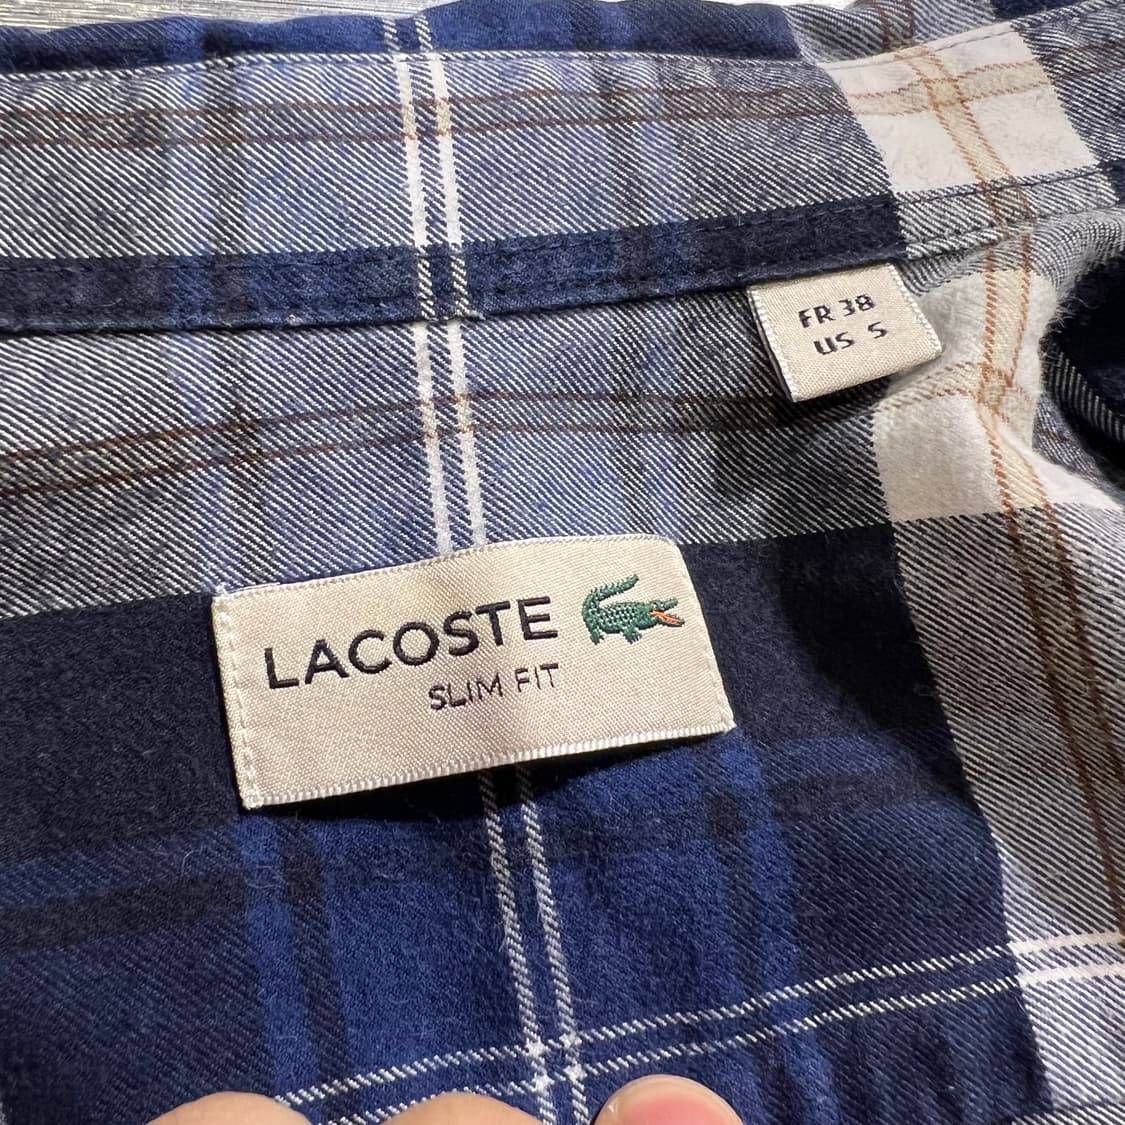 FR 38
US S
LACOSTE
SLIM FIT